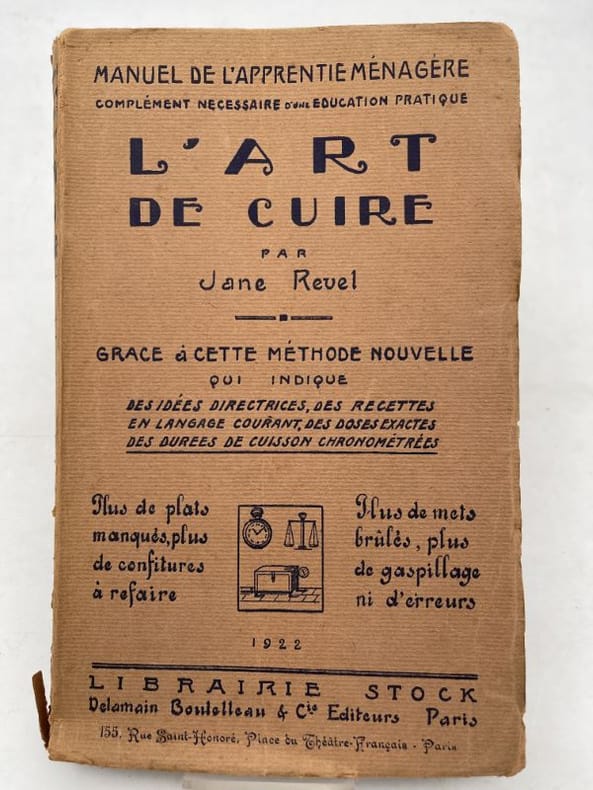 MANUEL DE L'APPRENTIE MÉNAGÈRE
COMPLÉMENT NECESSAIRE D'UNE EDUCATION PRATIQUE
L'ART
DE CUIRE
PAR
Jane Revel
GRACE à CETTE MÉTHODE NOUVELLE
QUI INDIQUE
DES IDÉES DIRECTRICES, DES RECETTES
EN LANGAGE COURANT, DES DOSES EXACTES
DES DUREES DE CUISSON CHRONOMÉTRÉES
Plus de plats
manqués, plus
de confitures
à refaire
Plus de mets
brûlés, plus
de gaspillage
ni d'erreurs
1922
LIBRAIRIE STOCK
Delamain Boutelleau & Cie Editeurs Paris
155, Rue Saint-Honoré, Place du Théâtre-Français - Paris